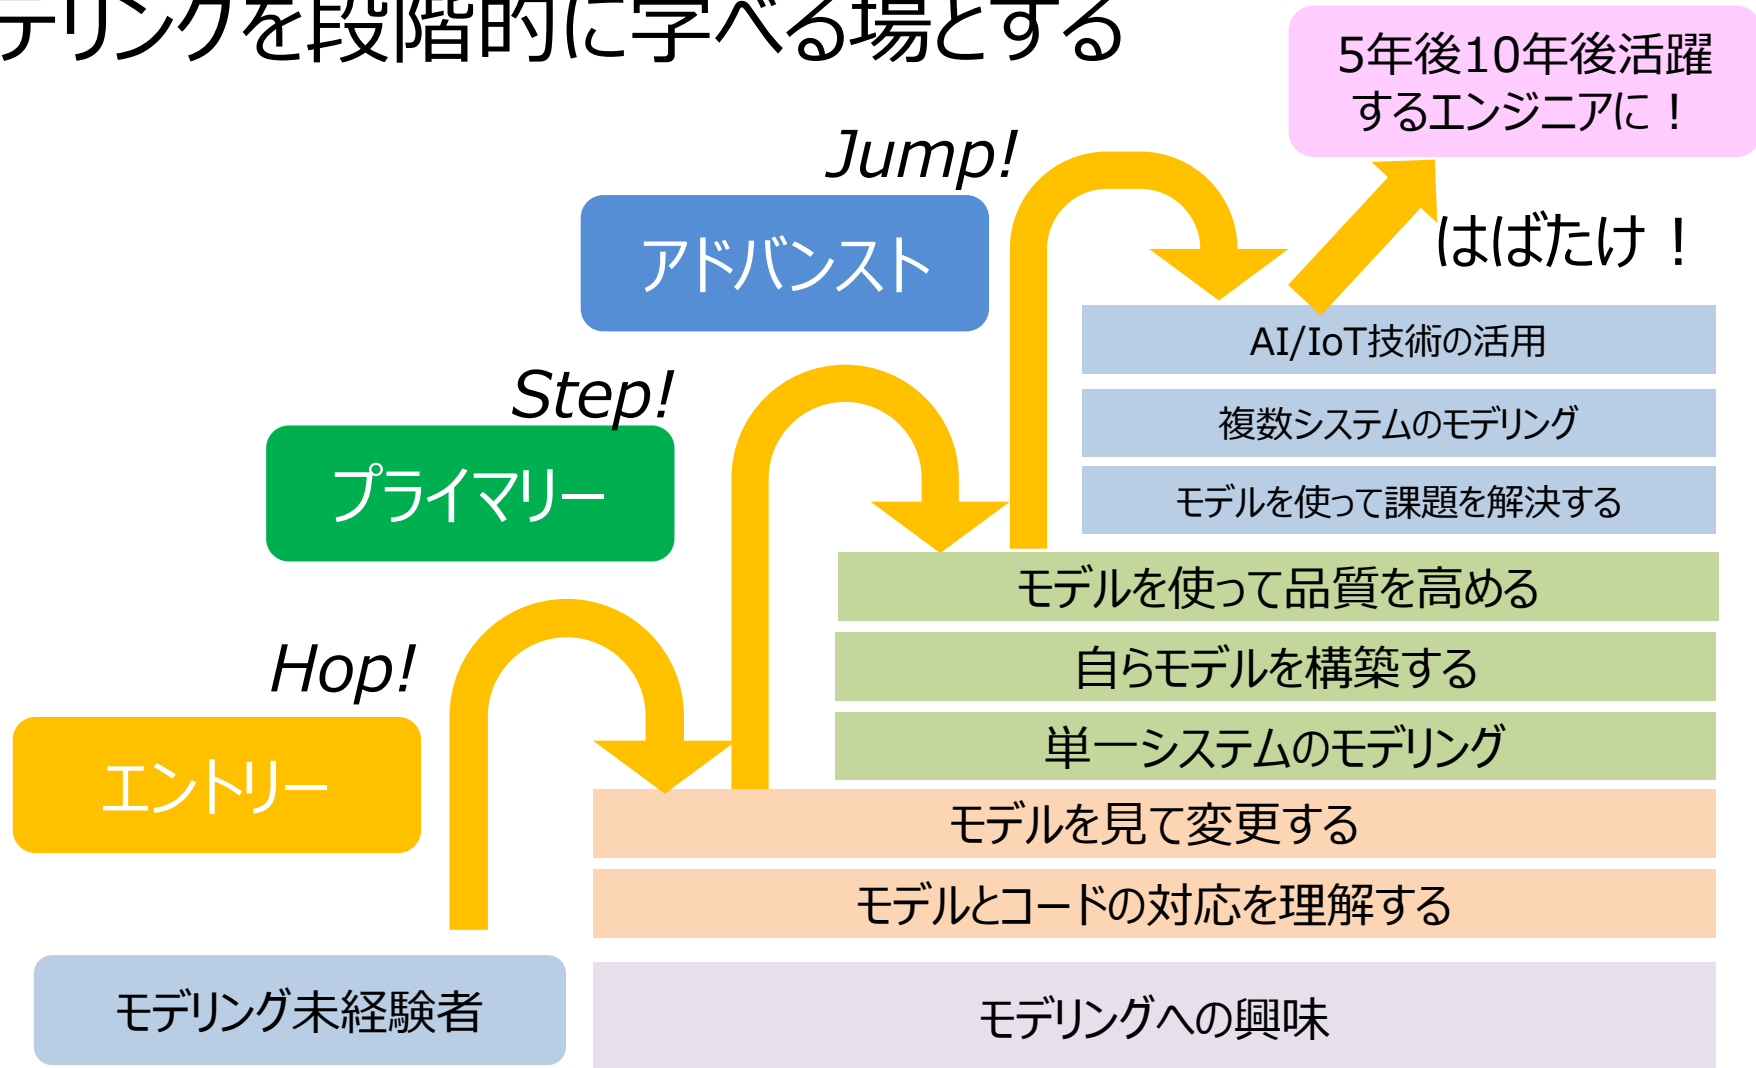 デリングを段階的に学べる場とする
5年後10年後活躍
するエンジニアに！
Jump!
はばたけ！
アドバンスト
AI/IoT技術の活用
Step!
複数システムのモデリング
プライマリー
モデルを使って課題を解決する
モデルを使って品質を高める
Hop!
自らモデルを構築する
単一システムのモデリング
エントリー
モデルを見て変更する
モデルとコードの対応を理解する
モデリング未経験者
モデリングへの興味